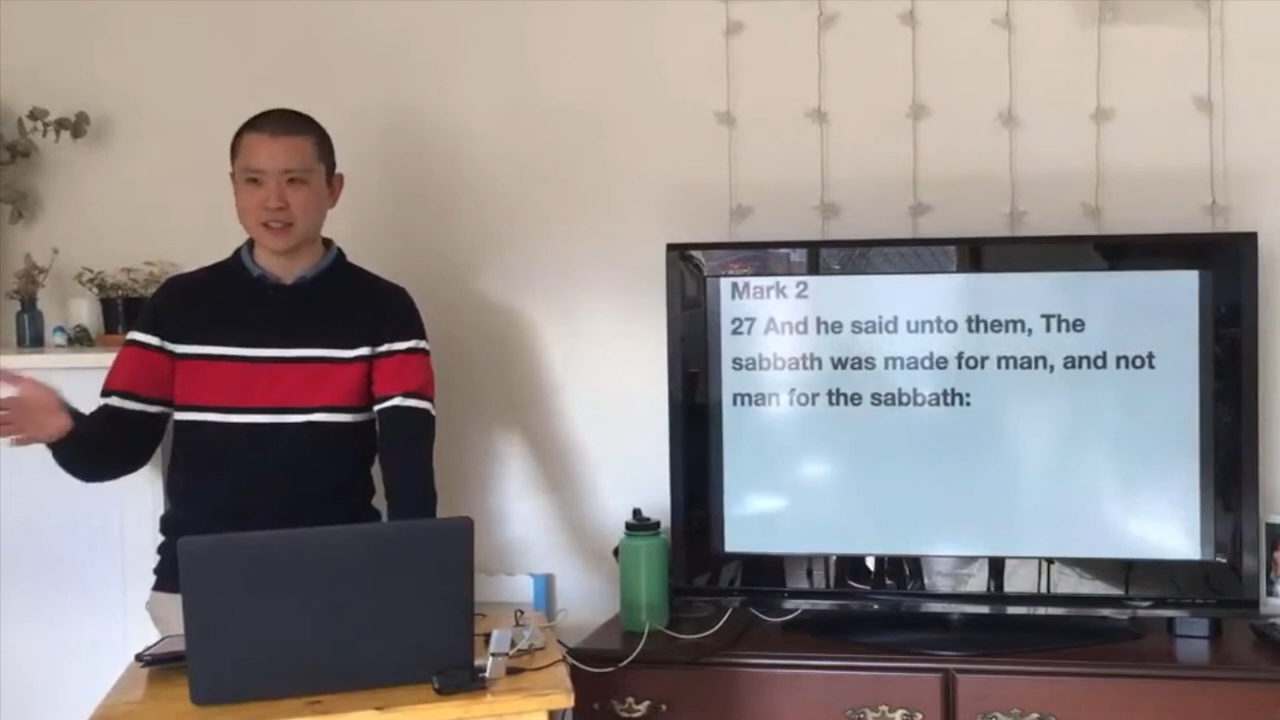 Mark 2
27 And he said unto them, The
sabbath was made for man, and not
man for the sabbath: